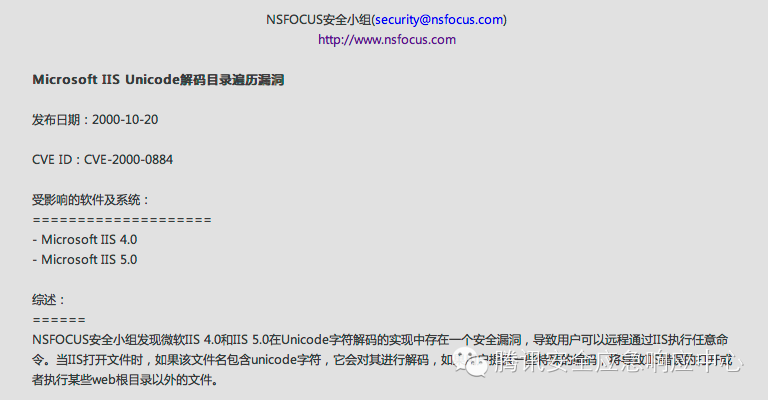 NSFOCUS安全小组(security@nsfocus.com)
http://www.nsfocus.com
Microsoft IIS Unicode解码目录遍历漏洞
发布日期：2000-10-20
CVE ID：CVE-2000-0884
受影响的软件及系统：
====================
- Microsoft IIS 4.0
- Microsoft IIS 5.0
综述：
======
NSFOCUS安全小组发现微软IIS 4.0和IIS 5.0在Unicode字符解码的实现中存在一个安全漏洞，导致用户可以远程通过IIS执行任意命
令。当IIS打开文件时，如果该文件名包含unicode字符，它会对其进行解码，如
腾讯安全应急响应中心
者执行某些web根目录以外的文件。